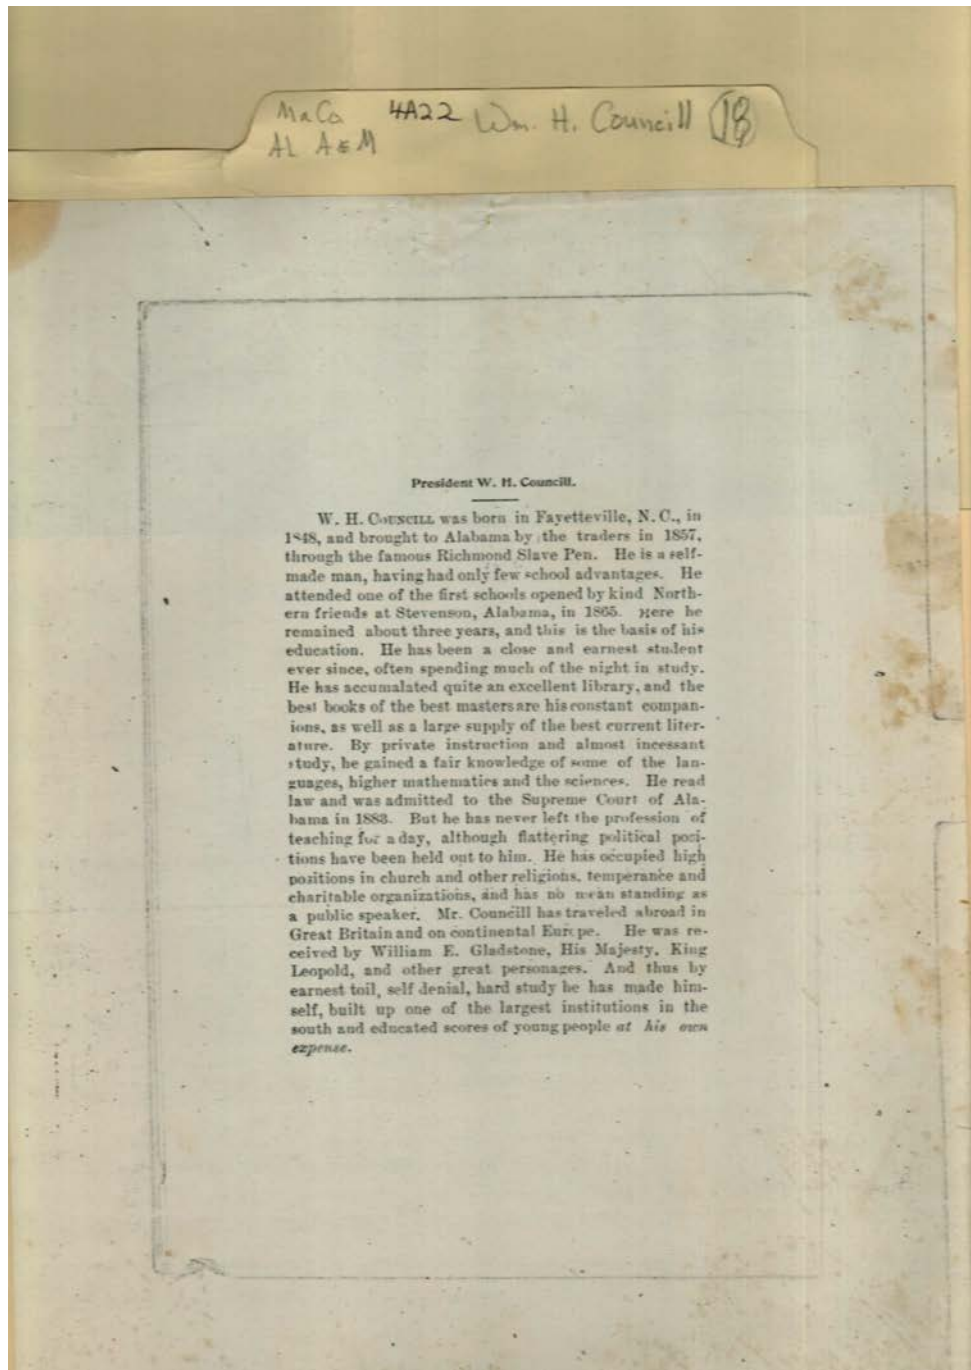 MaCo 4A22 Wm. H. Councill 18
AL A&M
President W. H. Councill.
W. H. COUNCILL was born in Fayetteville, N. C., in
1848, and brought to Alabama by the traders in 1857,
through the famous Richmond Slave Pen. He is a self-
made man, having had only few school advantages. He
attended one of the first schools opened by kind North-
ern friends at Stevenson, Alabama, in 1865. Here he
remained about three years, and this is the basis of his
education. He has been a close and earnest student
ever since, often spending much of the night in study.
He has accumalated quite an excellent library, and the
best books of the best masters are his constant compan-
ions, as well as a large supply of the best current liter-
ature. By private instruction and almost incessant
study, he gained a fair knowledge of some of the lan-
guages, higher mathematics and the sciences. He read
law and was admitted to the Supreme Court of Ala-
bama in 1883. But he has never left the profession of
teaching for a day, although flattering political posi-
tions have been held out to him. He has occupied high
positions in church and other religions, temperance and
charitable organizations, and has no mean standing as
a public speaker. Mr. Councill has traveled abroad in
Great Britain and on continental Europe. He was re-
ceived by William E. Gladstone, His Majesty, King
Leopold, and other great personages. And thus by
earnest toil, self denial, hard study he has made him-
self, built up one of the largest institutions in the
south and educated scores of young people at his own
expense.